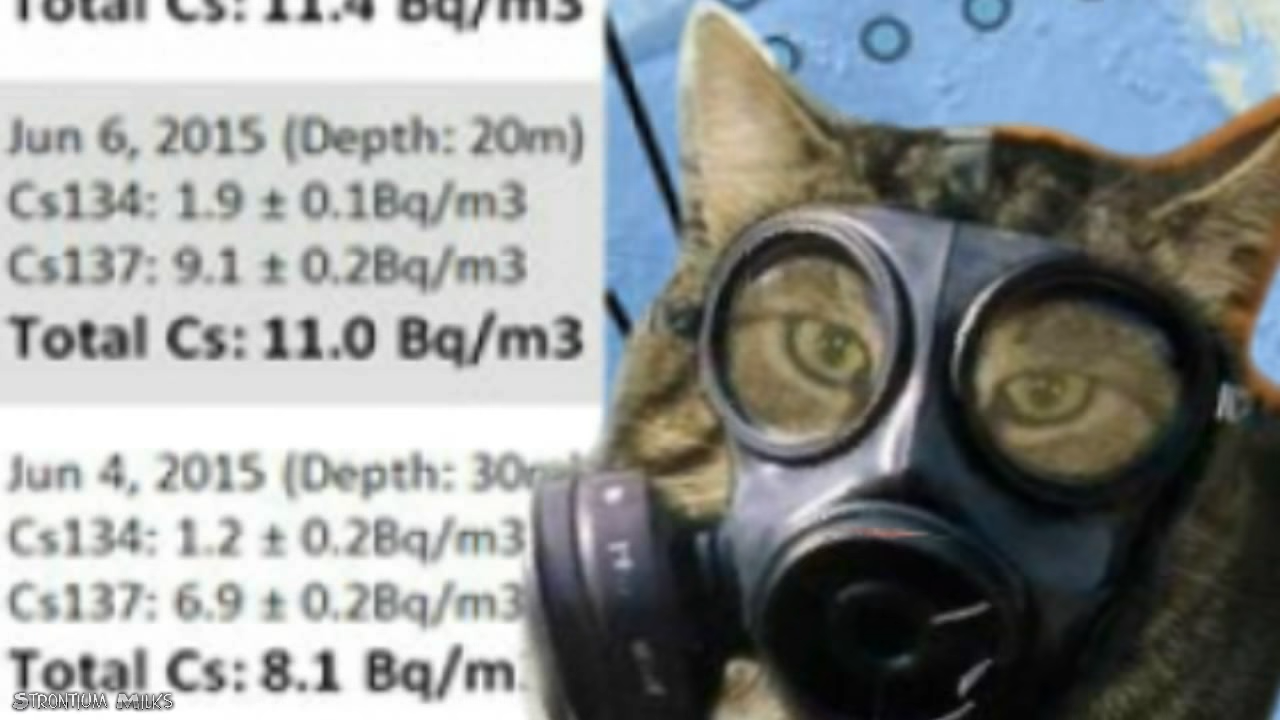 Total Cs: 11.4 Bq/m3
Jun 6, 2015 (Depth: 20m)
Cs134: 1.9 ± 0.1Bq/m3
Cs137: 9.1 ± 0.2Bq/m3
Total Cs: 11.0 Bq/m3
Jun 4, 2015 (Depth: 30m
Cs134: 1.2 ± 0.2Bq/m3
Cs137: 6.9 ± 0.2Bq/m3
Total Cs: 8.1 Bq/m
Strontium Milks